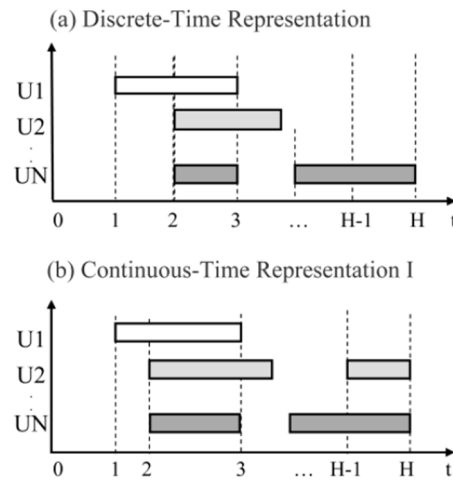 (a) Discrete-Time Representation
U1
U2
.
.
UN
0 1 2 3 ... H-1 H t
(b) Continuous-Time Representation I
U1
U2
.
.
UN
0 1 2 3 ... H-1 H t